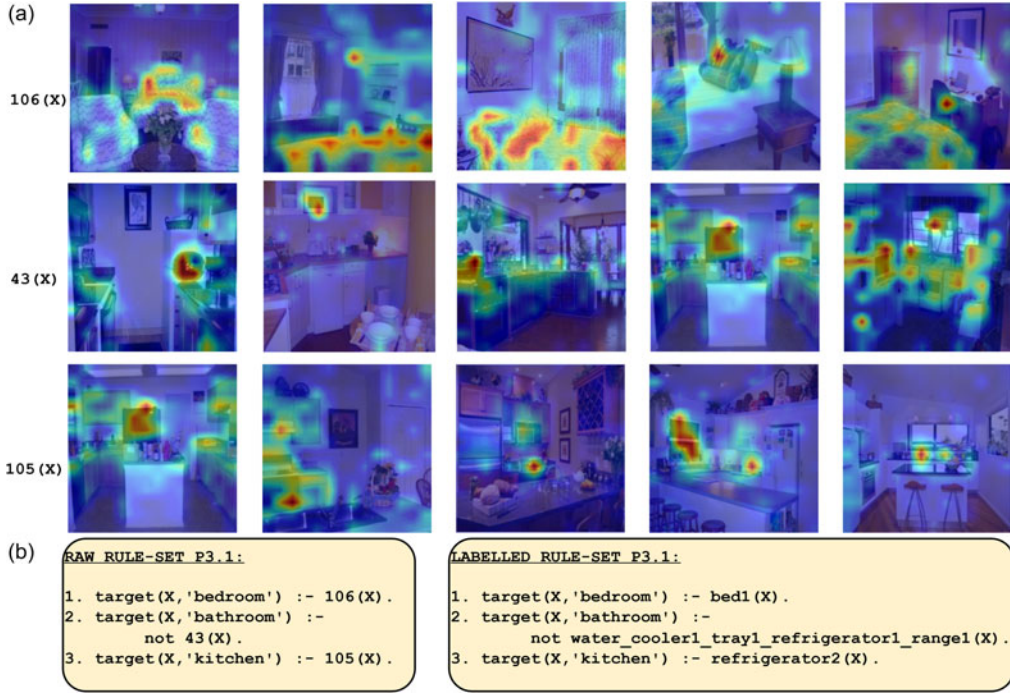 (a)
106(X)
43(X)
105(X)
(b)
RAW RULE-SET P3.1:
1. target(X,'bedroom') :- 106(X).
2. target(X,'bathroom') :-
not 43(X).
3. target(X,'kitchen') :- 105(X).
LABELLED RULE-SET P3.1:
1. target(X,'bedroom') :- bed1(X).
2. target(X,'bathroom') :-
not water_cooler1_tray1_refrigerator1_range1(X).
3. target(X,'kitchen') :- refrigerator2(X).